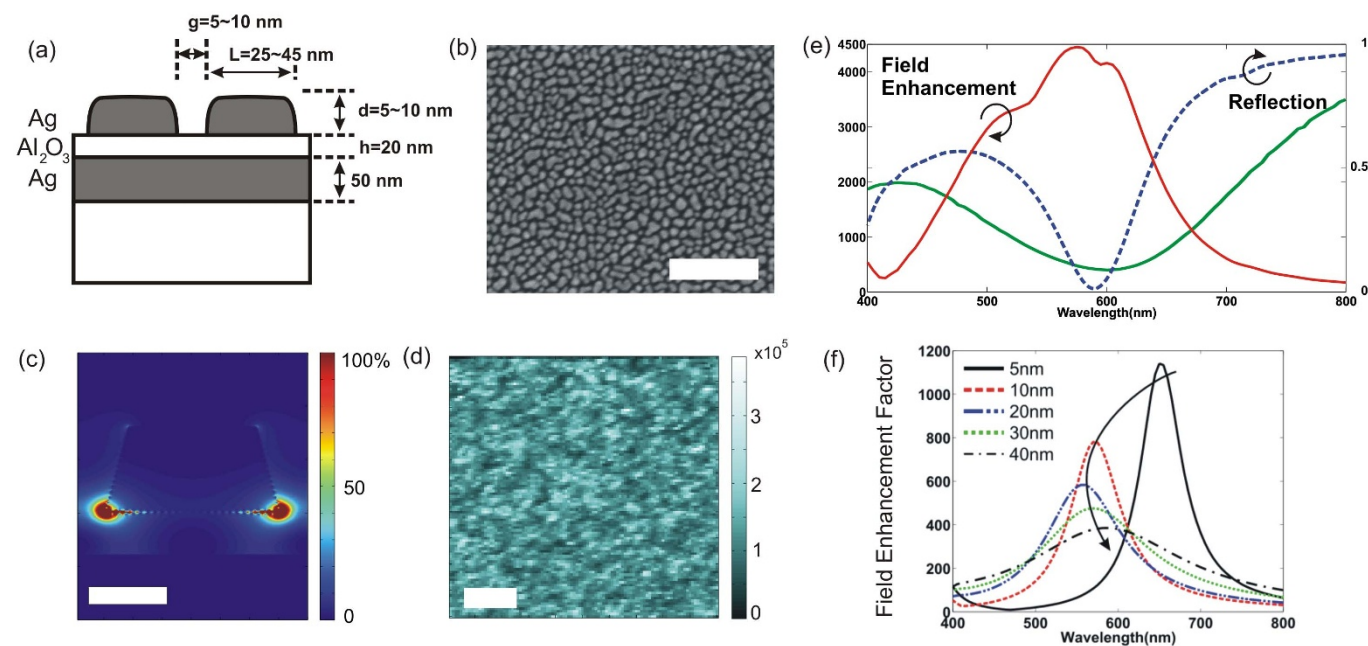 (a)
g=5~10 nm
L=25~45 nm
d=5~10 nm
Ag
Al2O3
h=20 nm
Ag
50 nm
(b)
(e)
Field
Enhancement
Reflection
4500
4000
3000
2000
1000
0
1
0.5
0
400
500
600
700
800
Wavelength(nm)
(c)
100%
50
0
(d)
x10^5
3
2
1
0
(f)
Field Enhancement Factor
1200
1000
800
600
400
200
0
5nm
10nm
20nm
30nm
40nm
400
500
600
700
800
Wavelength(nm)